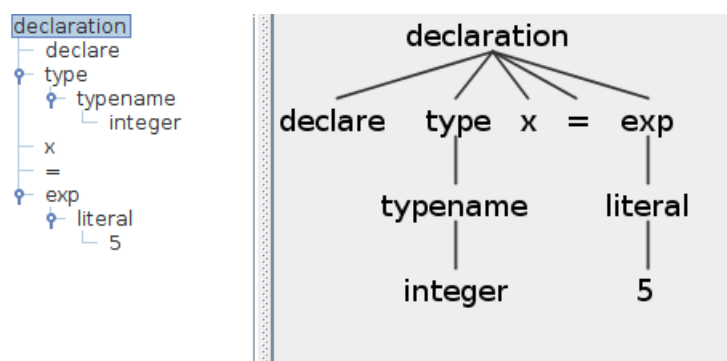 declaration
declare
type
typename
integer
x
=
exp
literal
5
declaration
declare type x = exp
typename literal
integer 5